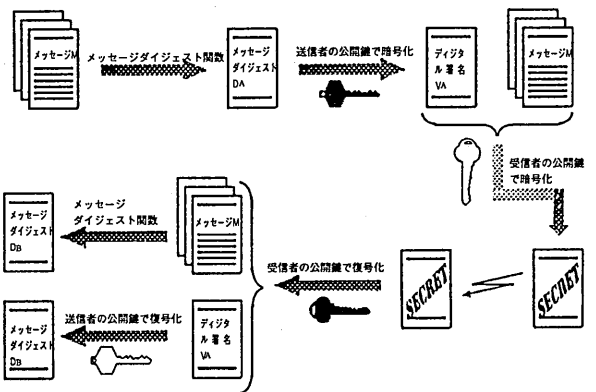 メッセージM
メッセージダイジェスト関数
メッセージ
ダイジェスト
DA
送信者の公開鍵で暗号化
ディジタ
ル署名
VA
メッセージM
受信者の公開鍵
で暗号化
メッセージ
ダイジェスト
DB
メッセージ
ダイジェスト関数
メッセージM
受信者の公開鍵で復号化
SECRET
SECRET
メッセージ
ダイジェスト
DB
送信者の公開鍵で復号化
ディジタ
ル署名
VA